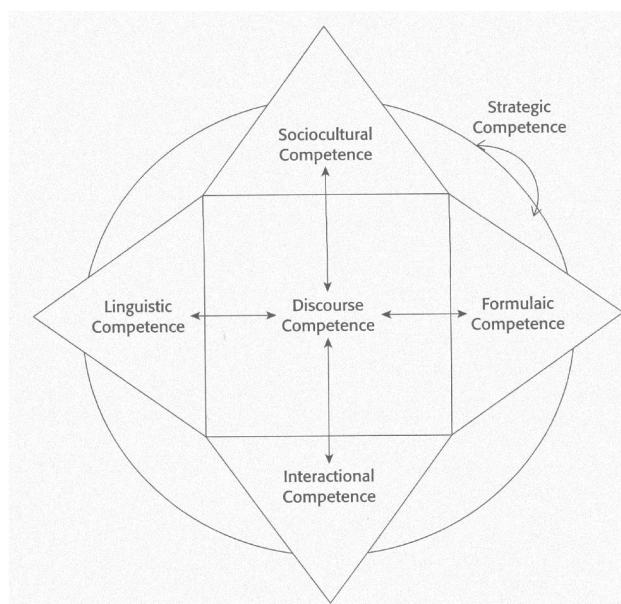 Strategic
Competence
Sociocultural
Competence
Linguistic
Competence
Discourse
Competence
Formulaic
Competence
Interactional
Competence